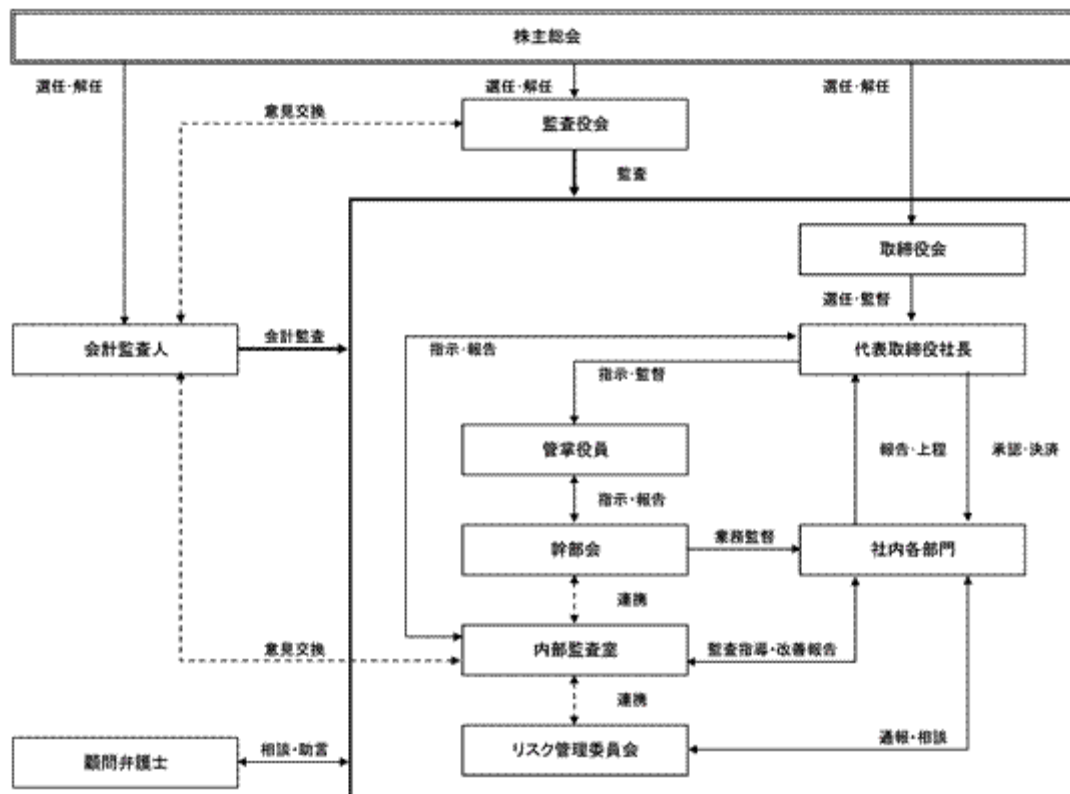 株主総会
選任・解任
選任・解任
選任・解任
意見交換
監査役会
監査
取締役会
選任・監督
会計監査人
会計監査
指示・報告
代表取締役社長
指示・監督
管掌役員
報告・上程
承認・決済
指示・報告
幹部会
業務監督
社内各部門
連携
意見交換
内部監査室
監査指導・改善報告
連携
顧問弁護士
相談・助言
リスク管理委員会
通報・相談